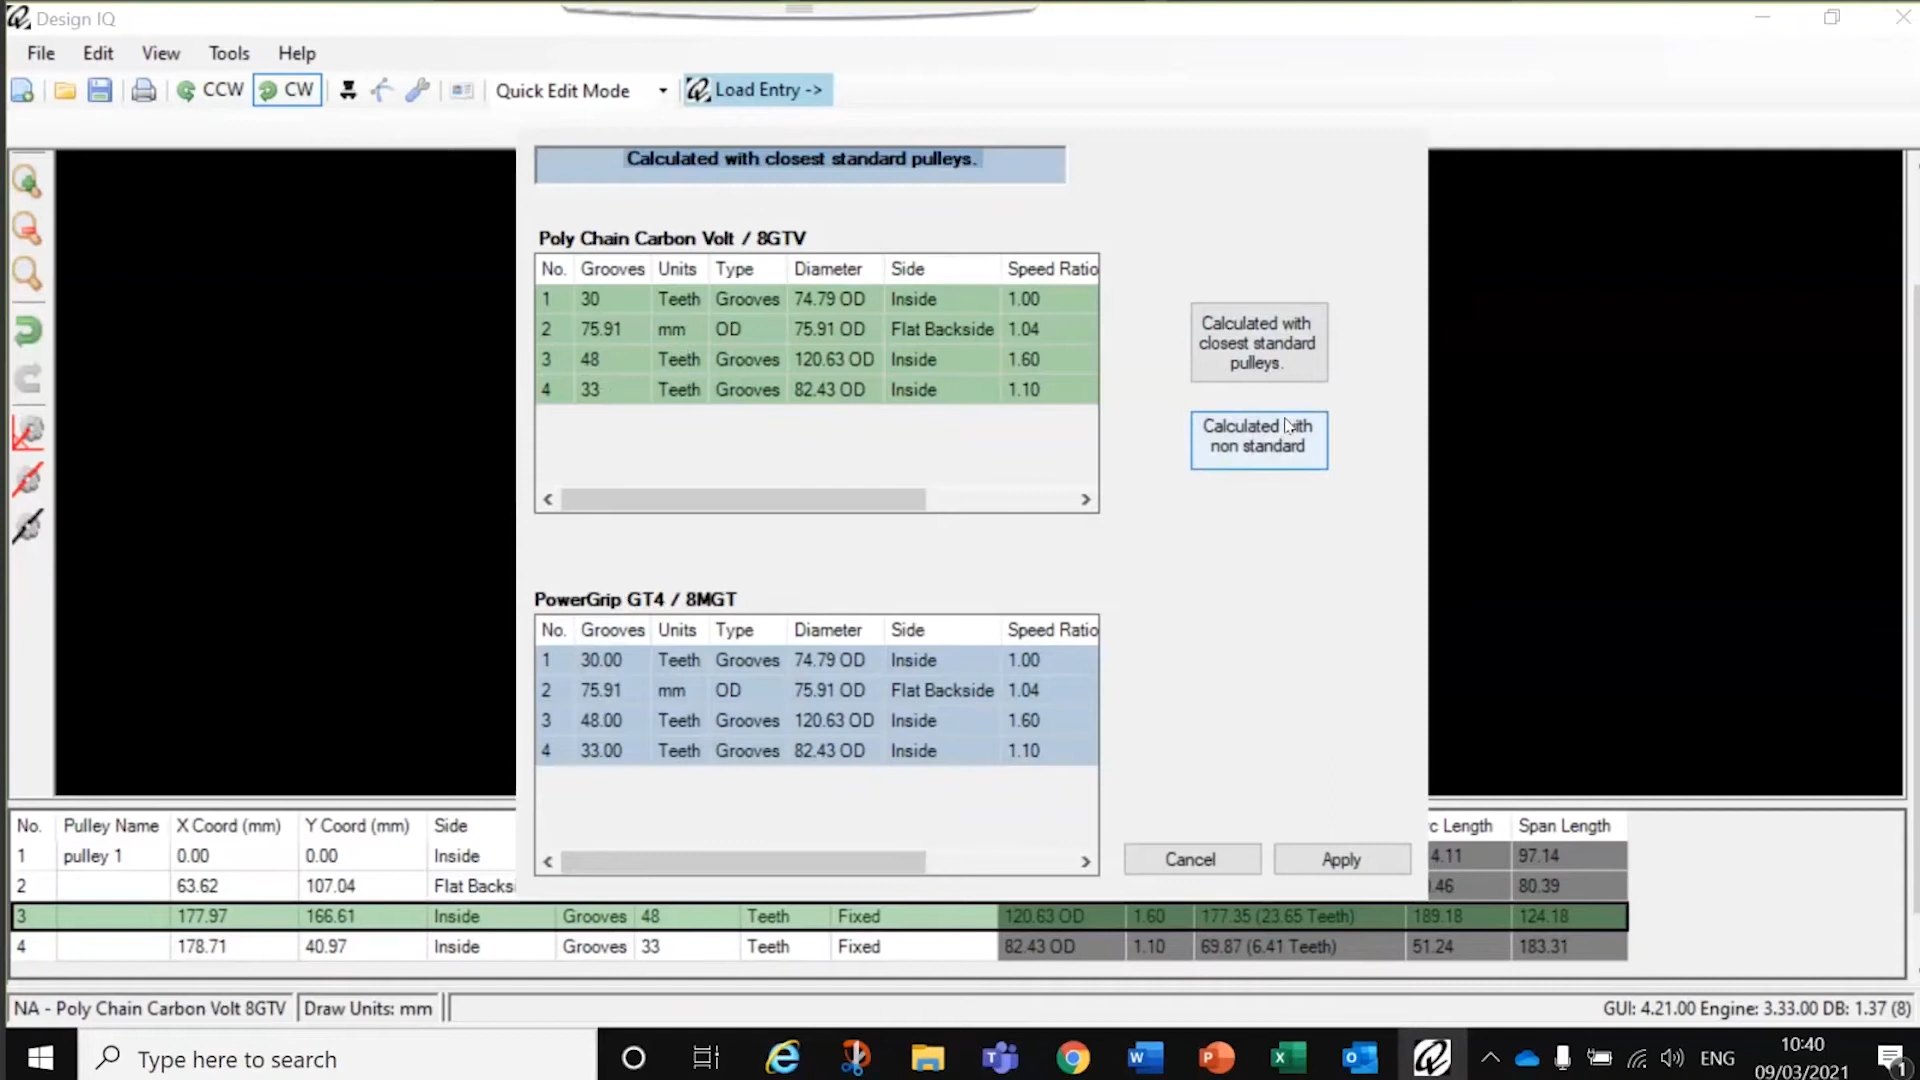 Design IQ
File Edit View Tools Help
CCW CW Quick Edit Mode Load Entry ->
Calculated with closest standard pulleys.
Poly Chain Carbon Volt / 8GTV
No. Grooves Units Type Diameter Side Speed Ratio
1 30 Teeth Grooves 74.79 OD Inside 1.00
2 75.91 mm OD 75.91 OD Flat Backside 1.04
3 48 Teeth Grooves 120.63 OD Inside 1.60
4 33 Teeth Grooves 82.43 OD Inside 1.10
Calculated with
closest standard
pulleys.
Calculated with
non standard
PowerGrip GT4 / 8MGT
No. Grooves Units Type Diameter Side Speed Ratio
1 30.00 Teeth Grooves 74.79 OD Inside 1.00
2 75.91 mm OD 75.91 OD Flat Backside 1.04
3 48.00 Teeth Grooves 120.63 OD Inside 1.60
4 33.00 Teeth Grooves 82.43 OD Inside 1.10
Cancel Apply
No. Pulley Name X Coord (mm) Y Coord (mm) Side rc Length Span Length
1 pulley 1 0.00 0.00 Inside 4.11 97.14
2 63.62 107.04 Flat Backs .46 80.39
3 177.97 166.61 Inside Grooves 48 Teeth Fixed 120.63 OD 1.60 177.35 (23.65 Teeth) 189.18 124.18
4 178.71 40.97 Inside Grooves 33 Teeth Fixed 82.43 OD 1.10 69.87 (6.41 Teeth) 51.24 183.31
NA - Poly Chain Carbon Volt 8GTV Draw Units: mm GUI: 4.21.00 Engine: 3.33.00 DB: 1.37 (8)
Type here to search ENG 10:40
09/03/2021 1